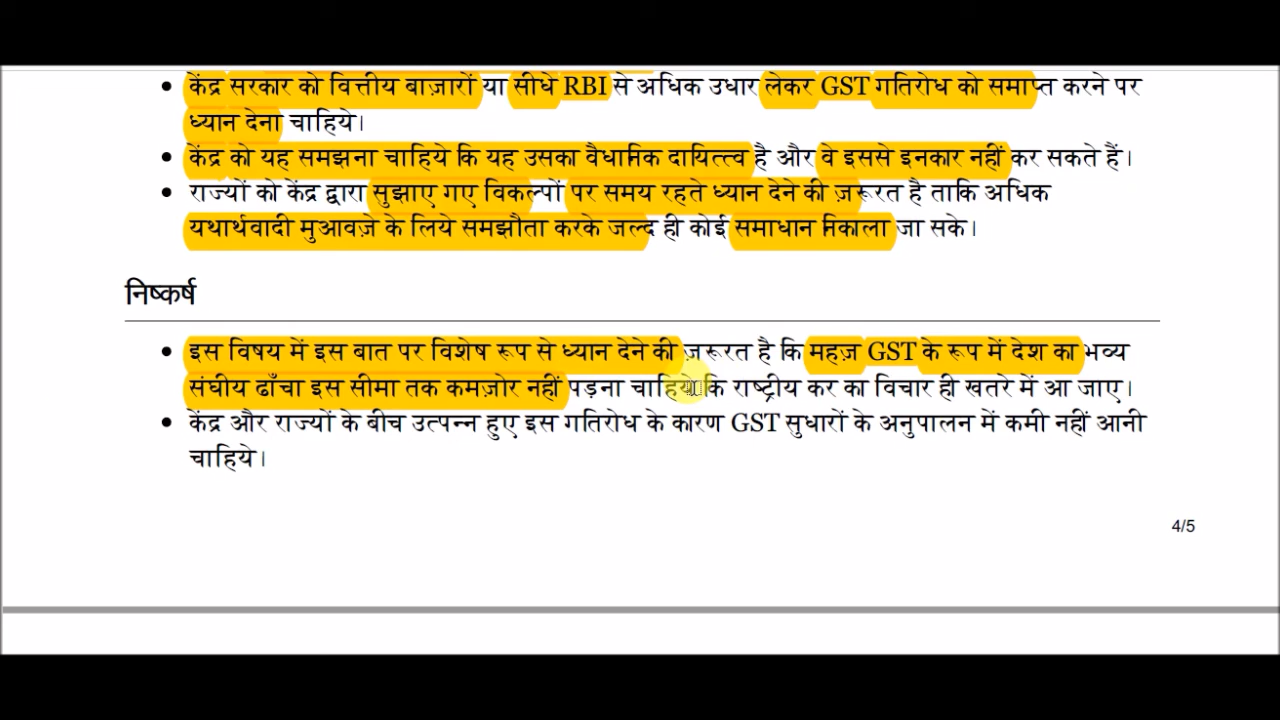 केंद्र सरकार को वित्तीय बाज़ारों या सीधे RBI से अधिक उधार लेकर GST गतिरोध को समाप्त करने पर
ध्यान देना चाहिये।
केंद्र को यह समझना चाहिये कि यह उसका वैधानिक दायित्त्व है और वे इससे इनकार नहीं कर सकते हैं।
राज्यों को केंद्र द्वारा सुझाए गए विकल्पों पर समय रहते ध्यान देने की ज़रूरत है ताकि अधिक
यथार्थवादी मुआवज़े के लिये समझौता करके जल्द ही कोई समाधान निकाला जा सके।
निष्कर्ष
इस विषय में इस बात पर विशेष रूप से ध्यान देने की ज़रूरत है कि महज़ GST के रूप में देश का भव्य
संघीय ढाँचा इस सीमा तक कमज़ोर नहीं पड़ना चाहिये कि राष्ट्रीय कर का विचार ही खतरे में आ जाए।
केंद्र और राज्यों के बीच उत्पन्न हुए इस गतिरोध के कारण GST सुधारों के अनुपालन में कमी नहीं आनी
चाहिये।
4/5